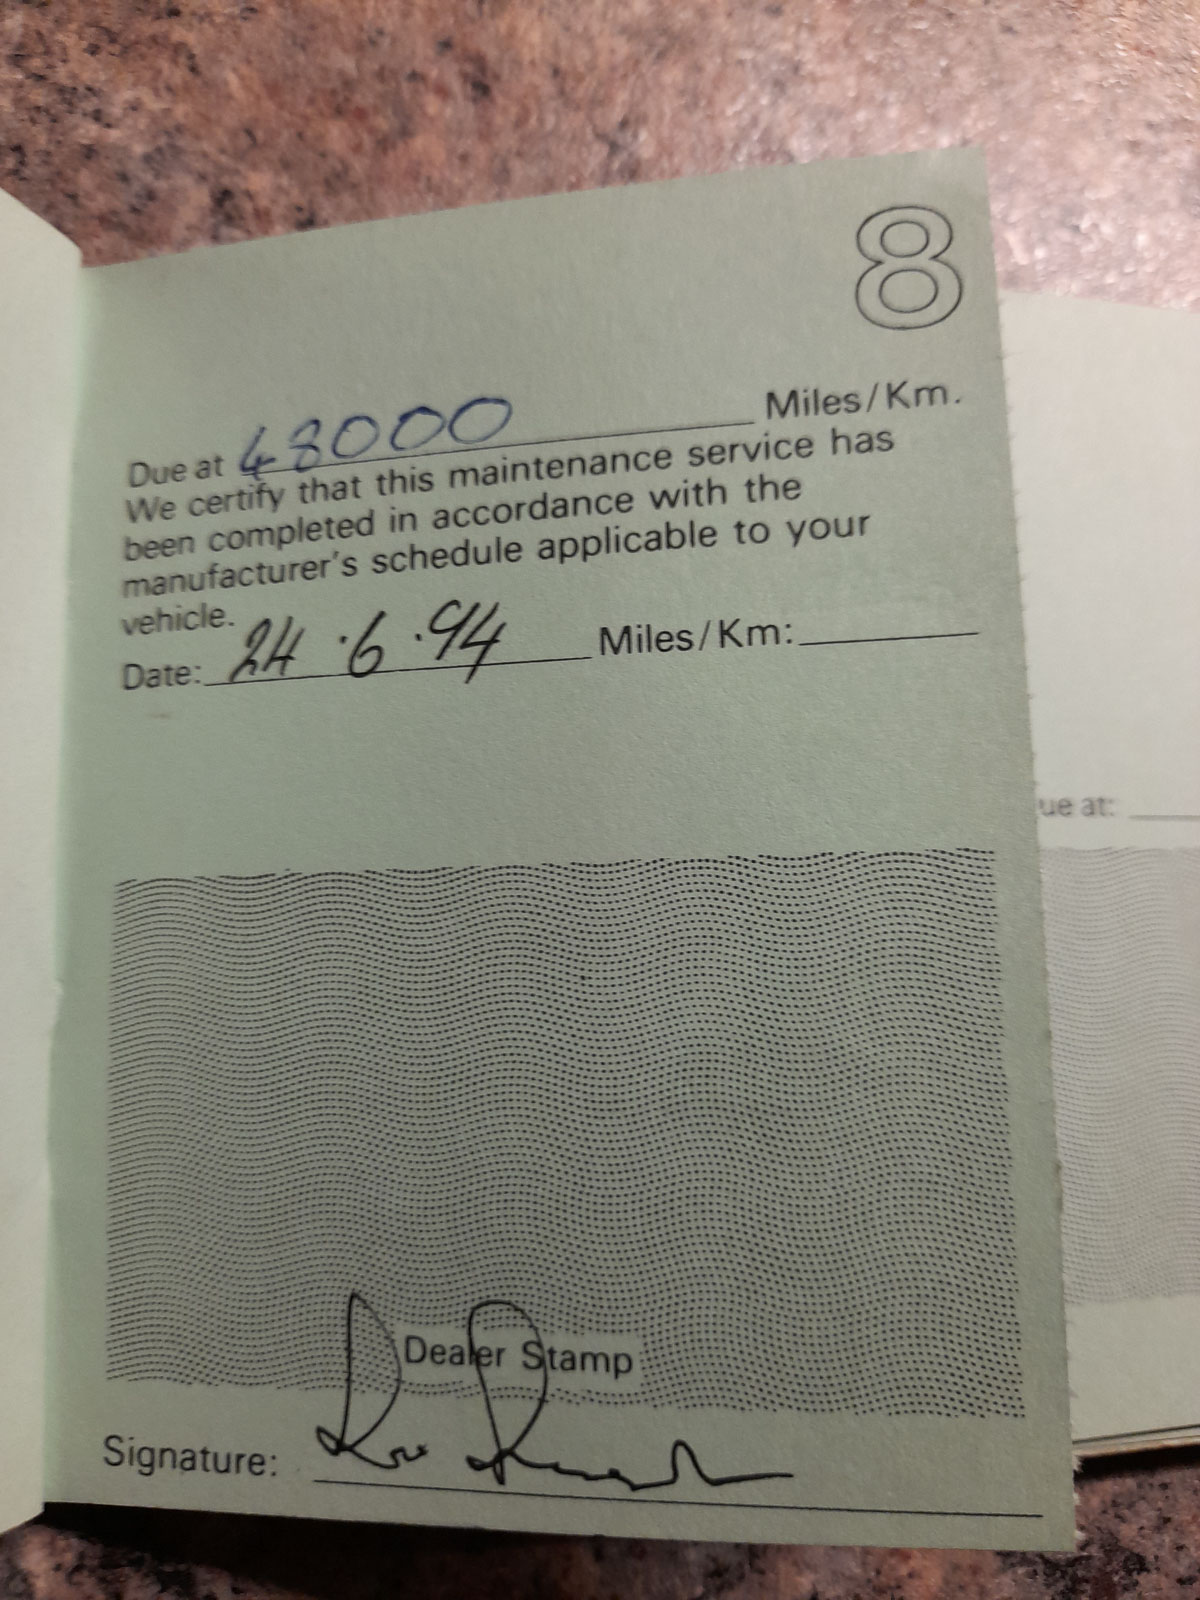 8
Due at 48000 Miles/Km.
We certify that this maintenance service has
been completed in accordance with the
manufacturer's schedule applicable to your
vehicle.
Date: 24.6.94 Miles/Km:
ue at:
Dealer Stamp
Signature: